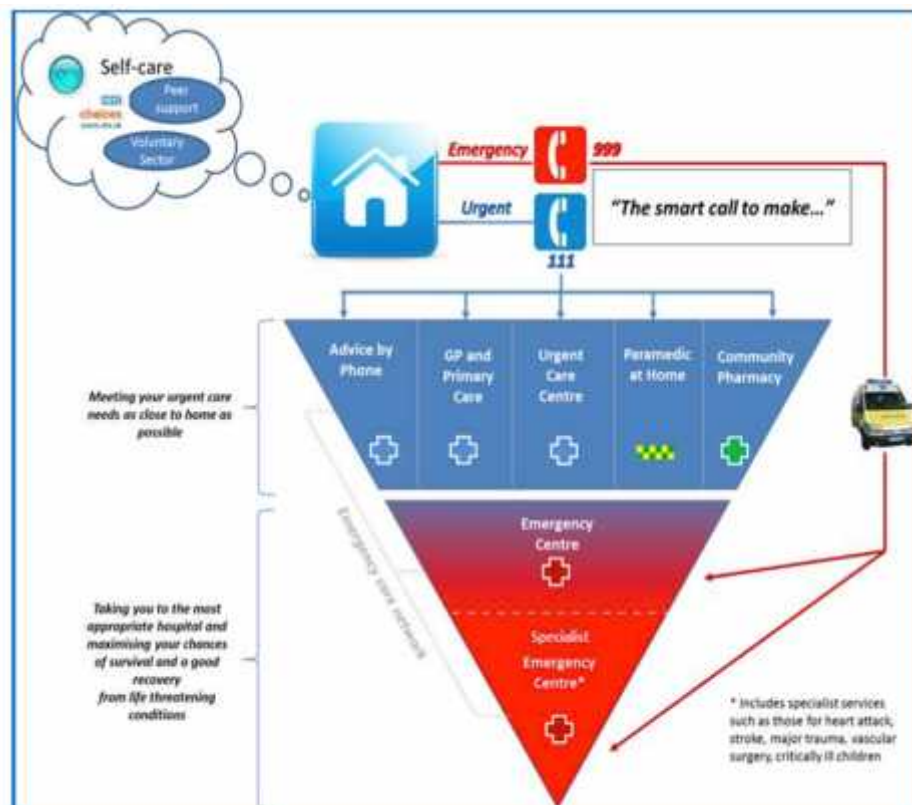 Self-care
Peer
support
NHS
choices
Voluntary
Sector
Emergency
999
Urgent
"The smart call to make..."
111
Advice by
Phone
GP and
Primary
Care
Urgent
Care
Centre
Paramedic
at Home
Community
Pharmacy
Meeting your urgent care
needs as close to home as
possible
Emergency care network
Emergency
Centre
Taking you to the most
appropriate hospital and
maximising your chances
of survival and a good
recovery
from life threatening
conditions
Specialist
Emergency
Centre*
* Includes specialist services
such as those for heart attack,
stroke, major trauma, vascular
surgery, critically ill children